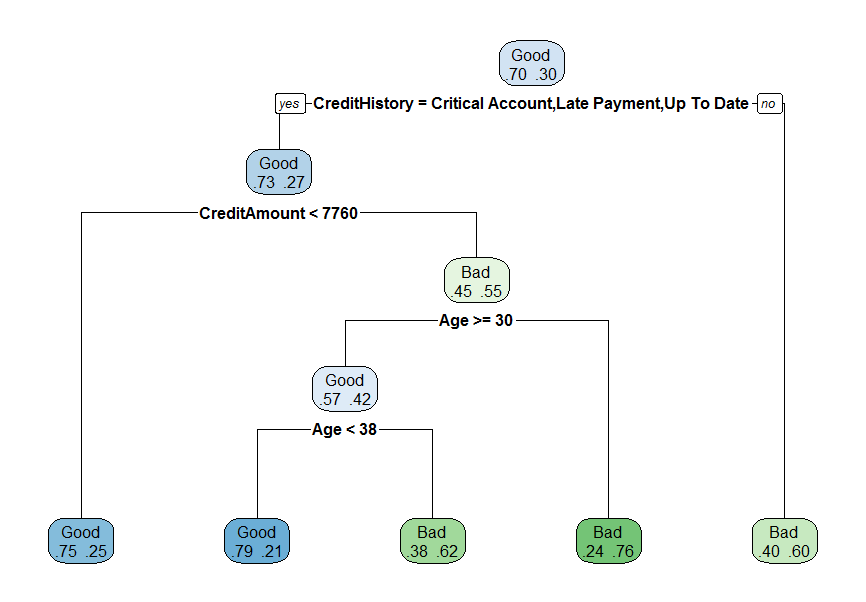 Good
.70 .30
yes CreditHistory = Critical Account,Late Payment,Up To Date no
Good
.73 .27
CreditAmount < 7760
Bad
.45 .55
Age >= 30
Good
.57 .42
Age < 38
Good
.75 .25
Good
.79 .21
Bad
.38 .62
Bad
.24 .76
Bad
.40 .60